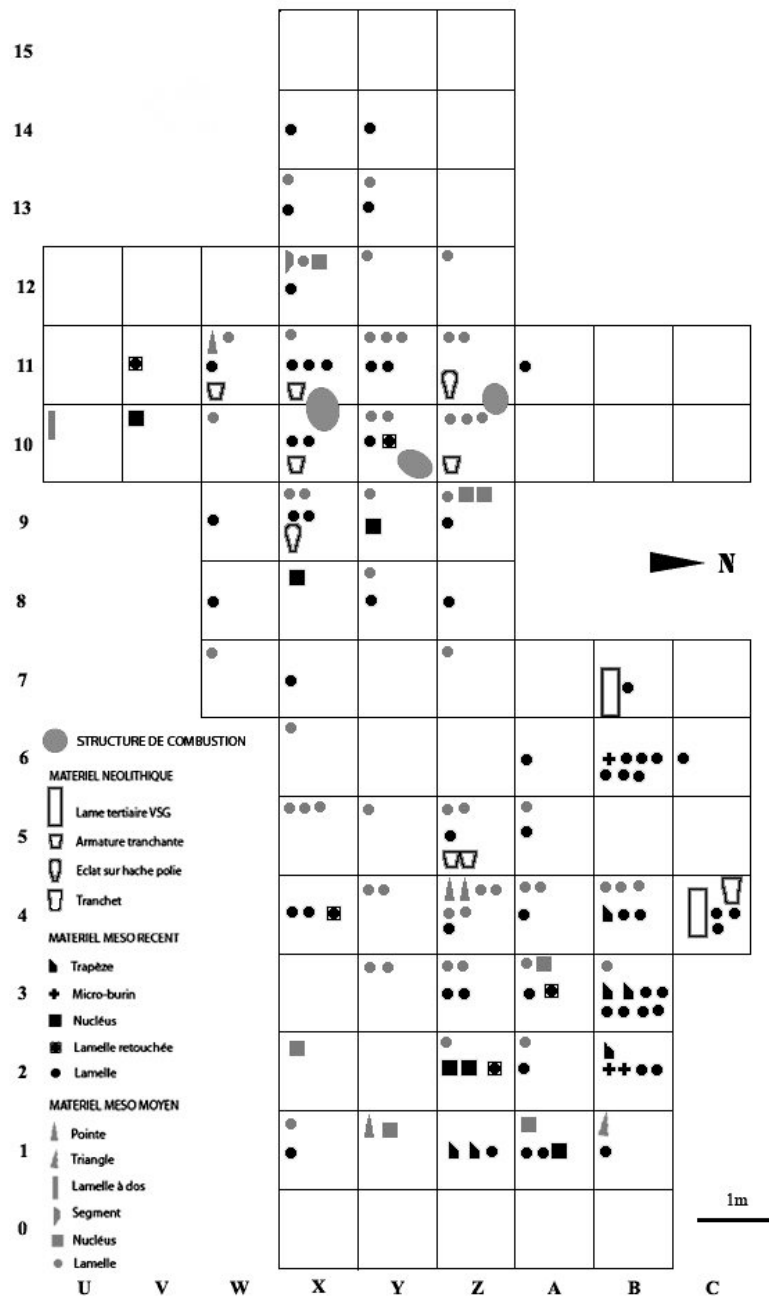 15
14
13
12
11
10
9
N
8
7
STRUCTURE DE COMBUSTION
6
MATERIEL NEOLITHIQUE
Lame tertiaire VSG
5
Armature tranchante
Eclat sur hache polie
Tranchet
4
MATERIEL MESO RECENT
Trapèze
3
Micro-burin
Nucléus
Lamelle retouchée
2
Lamelle
MATERIEL MESO MOYEN
Pointe
1
Triangle
Lamelle à dos
1m
Segment
0
Nucléus
Lamelle
U V W X Y Z A B C